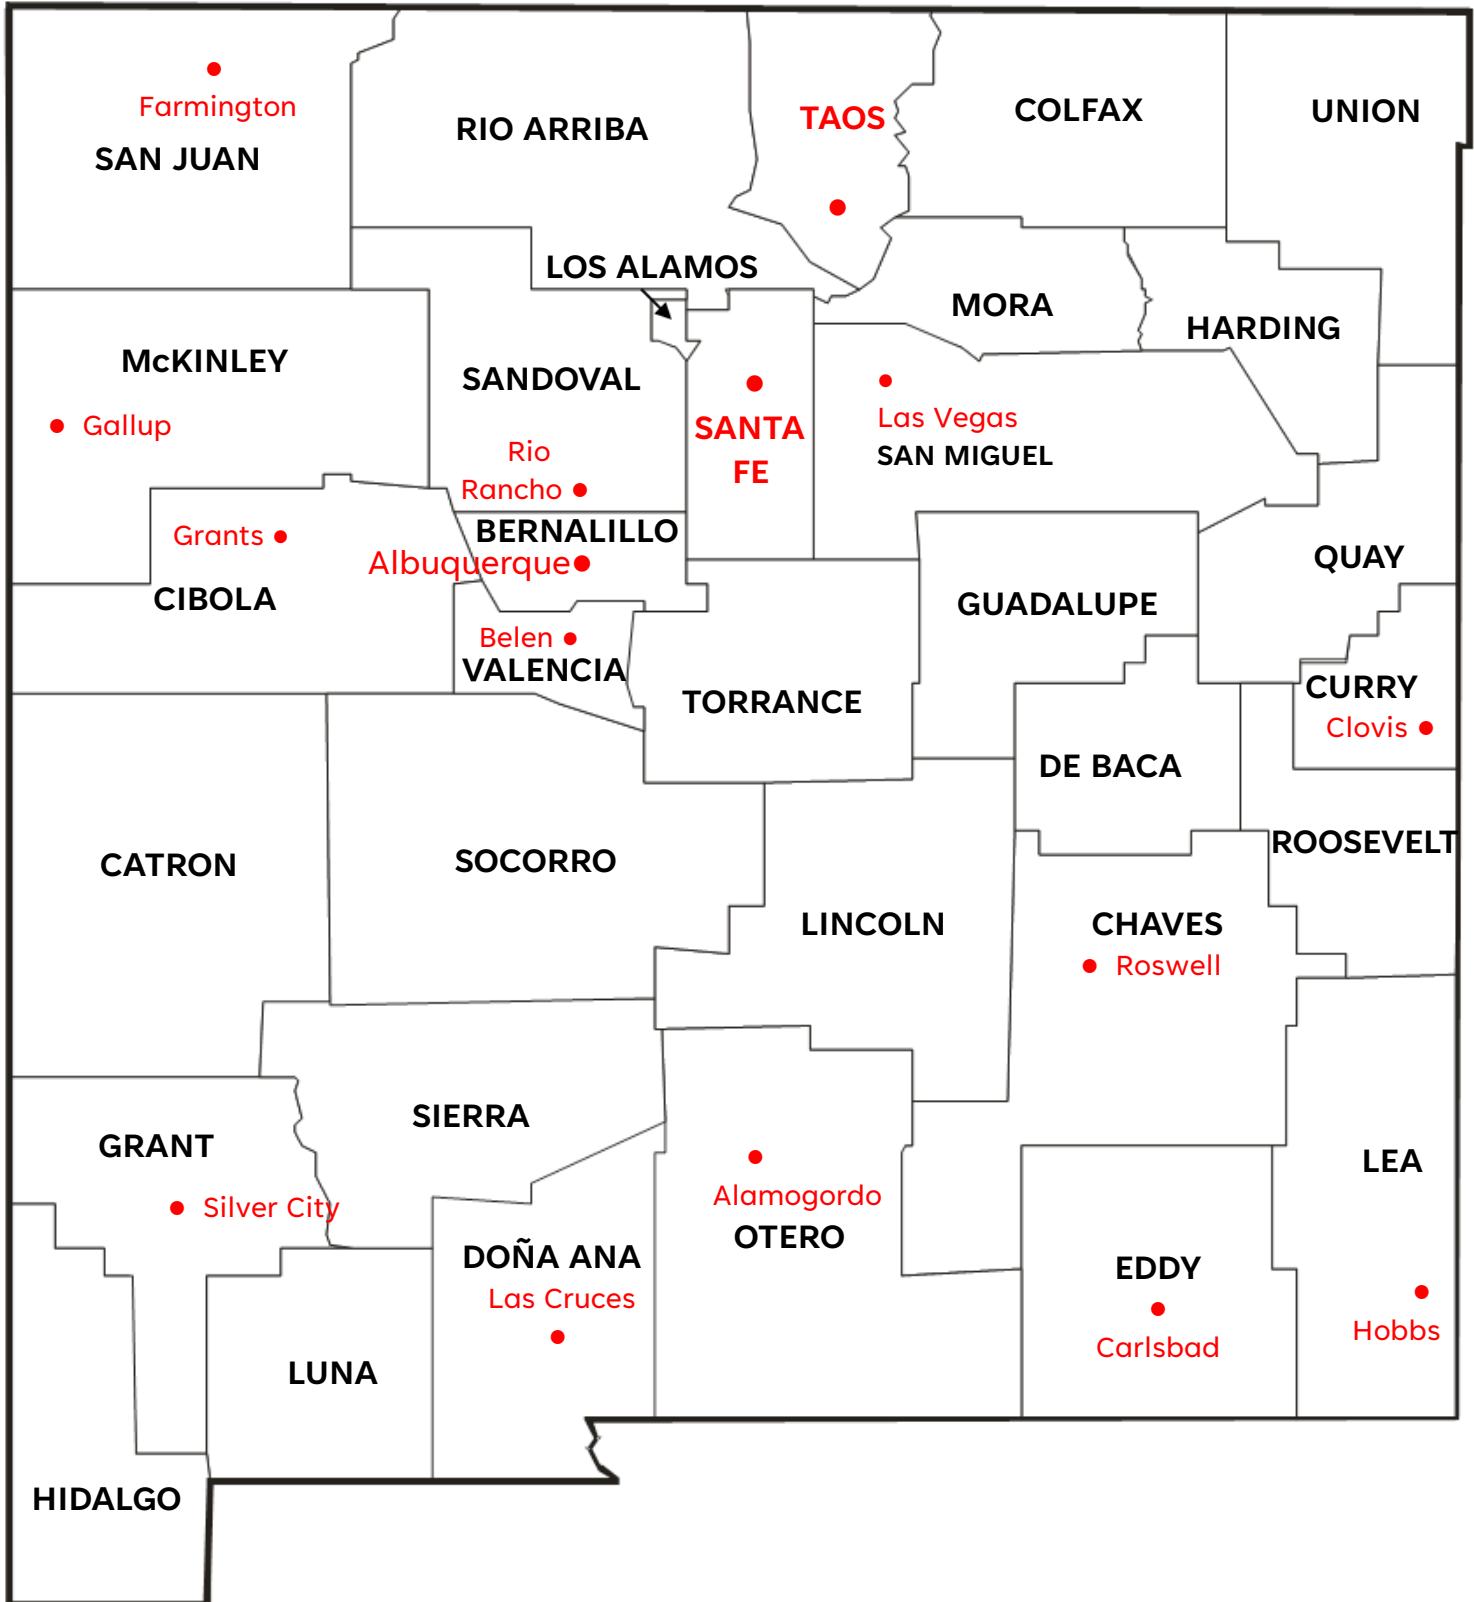 Farmington
SAN JUAN
RIO ARRIBA
TAOS
COLFAX
UNION
LOS ALAMOS
MORA
HARDING
McKINLEY
Gallup
SANDOVAL
Rio
Rancho
SANTA
FE
Las Vegas
SAN MIGUEL
Grants
CIBOLA
BERNALILLO
Albuquerque
Belen
VALENCIA
TORRANCE
GUADALUPE
QUAY
CURRY
Clovis
DE BACA
ROOSEVELT
CATRON
SOCORRO
LINCOLN
CHAVES
Roswell
SIERRA
GRANT
Silver City
Alamogordo
OTERO
LEA
DOÑA ANA
Las Cruces
EDDY
Carlsbad
Hobbs
LUNA
HIDALGO